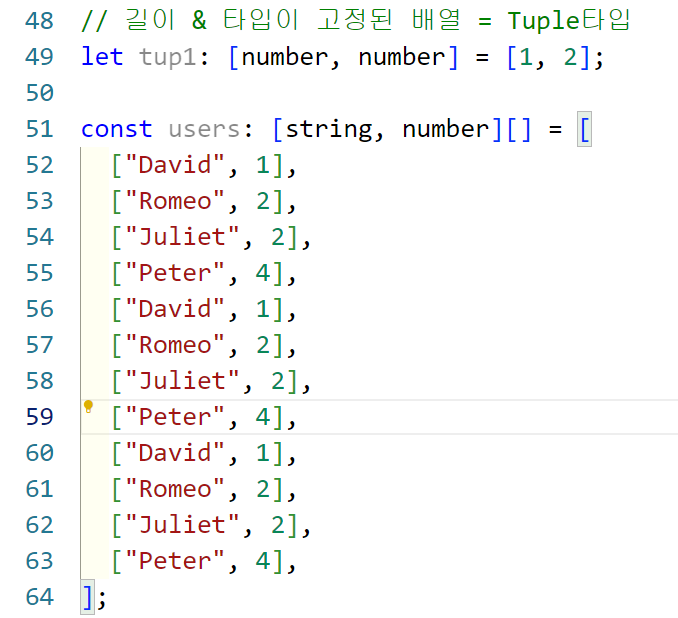 48 // 길이 & 타입이 고정된 배열 = Tuple타입
49 let tup1: [number, number] = [1, 2];
50
51 const users: [string, number][] = [
52   ["David", 1],
53   ["Romeo", 2],
54   ["Juliet", 2],
55   ["Peter", 4],
56   ["David", 1],
57   ["Romeo", 2],
58   ["Juliet", 2],
59   ["Peter", 4],
60   ["David", 1],
61   ["Romeo", 2],
62   ["Juliet", 2],
63   ["Peter", 4],
64 ];